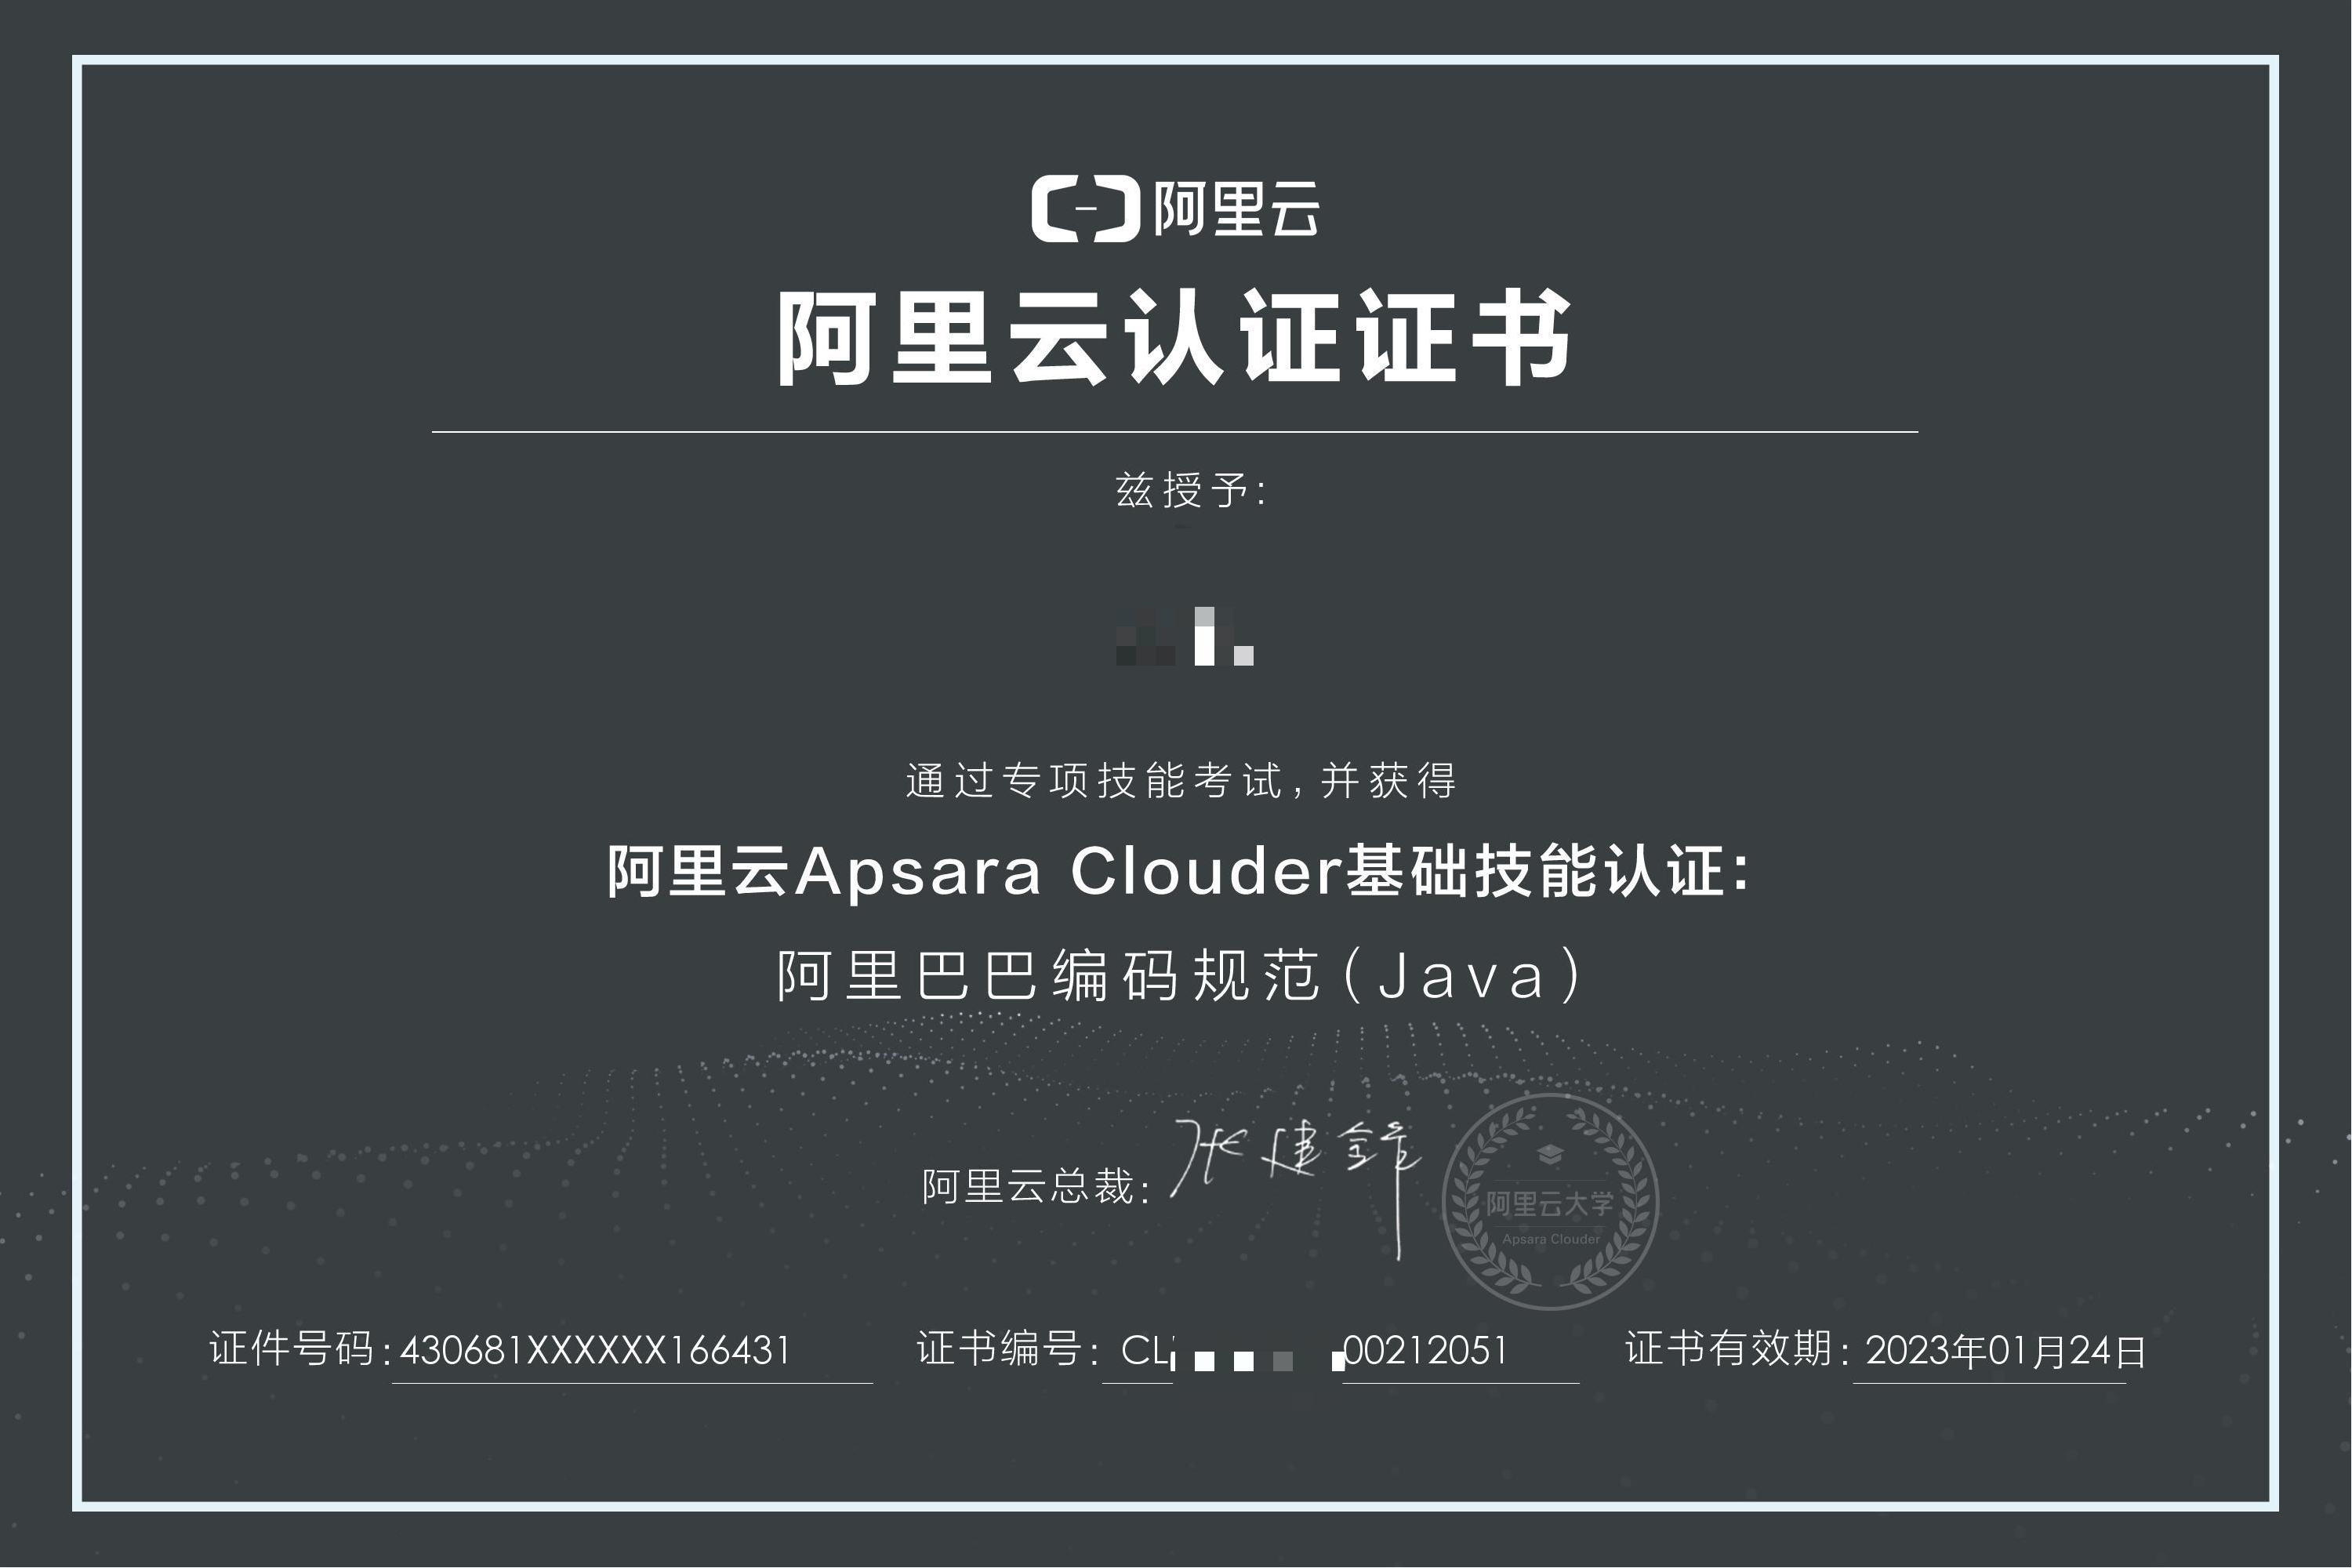 阿里云
阿里云认证证书
兹授予:
通过专项技能考试,并获得
阿里云Apsara Clouder基础技能认证:
阿里巴巴编码规范(Java)
阿里云总裁:
张建锋
阿里云大学
Apsara Clouder
证件号码:430681XXXXXX166431
证书编号: CL 00212051
证书有效期: 2023年01月24日